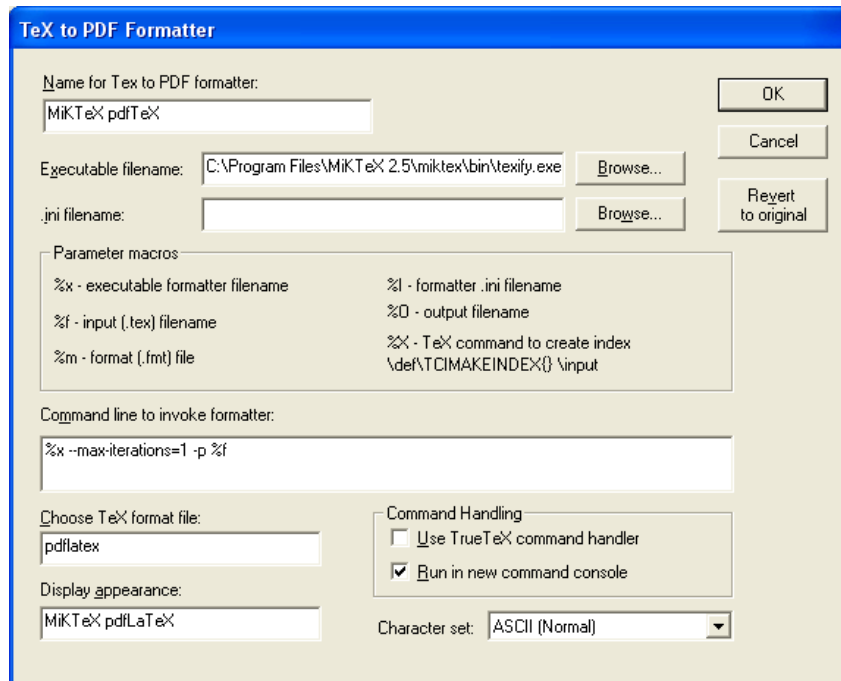 TeX to PDF Formatter
Name for Tex to PDF formatter:
MiKTeX pdfTeX
OK
Cancel
Executable filename:
C:\Program Files\MiKTeX 2.5\miktex\bin\texify.exe
Browse...
Revert
to original
.ini filename:
Browse...
Parameter macros
%x - executable formatter filename
%f - input (.tex) filename
%m - format (.fmt) file
%I - formatter .ini filename
%O - output filename
%X - TeX command to create index
\def\TCIMAKEINDEX{} \input
Command line to invoke formatter:
%x --max-iterations=1 -p %f
Choose TeX format file:
pdflatex
Display appearance:
MiKTeX pdfLaTeX
Command Handling
Use TrueTeX command handler
Run in new command console
Character set:
ASCII (Normal)